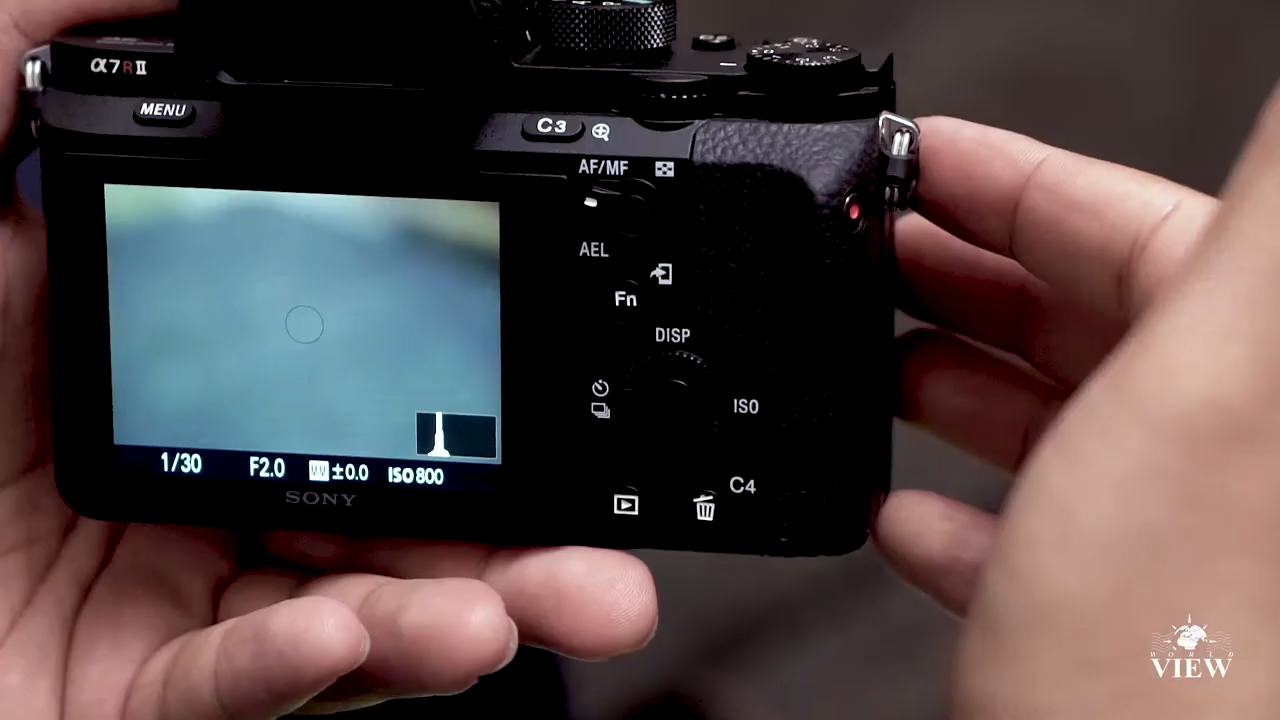 α7RII
MENU
C3
AF/MF
AEL
Fn
DISP
ISO
C4
1/30 F2.0 ±0.0 ISO 800
SONY
WORLD
VIEW